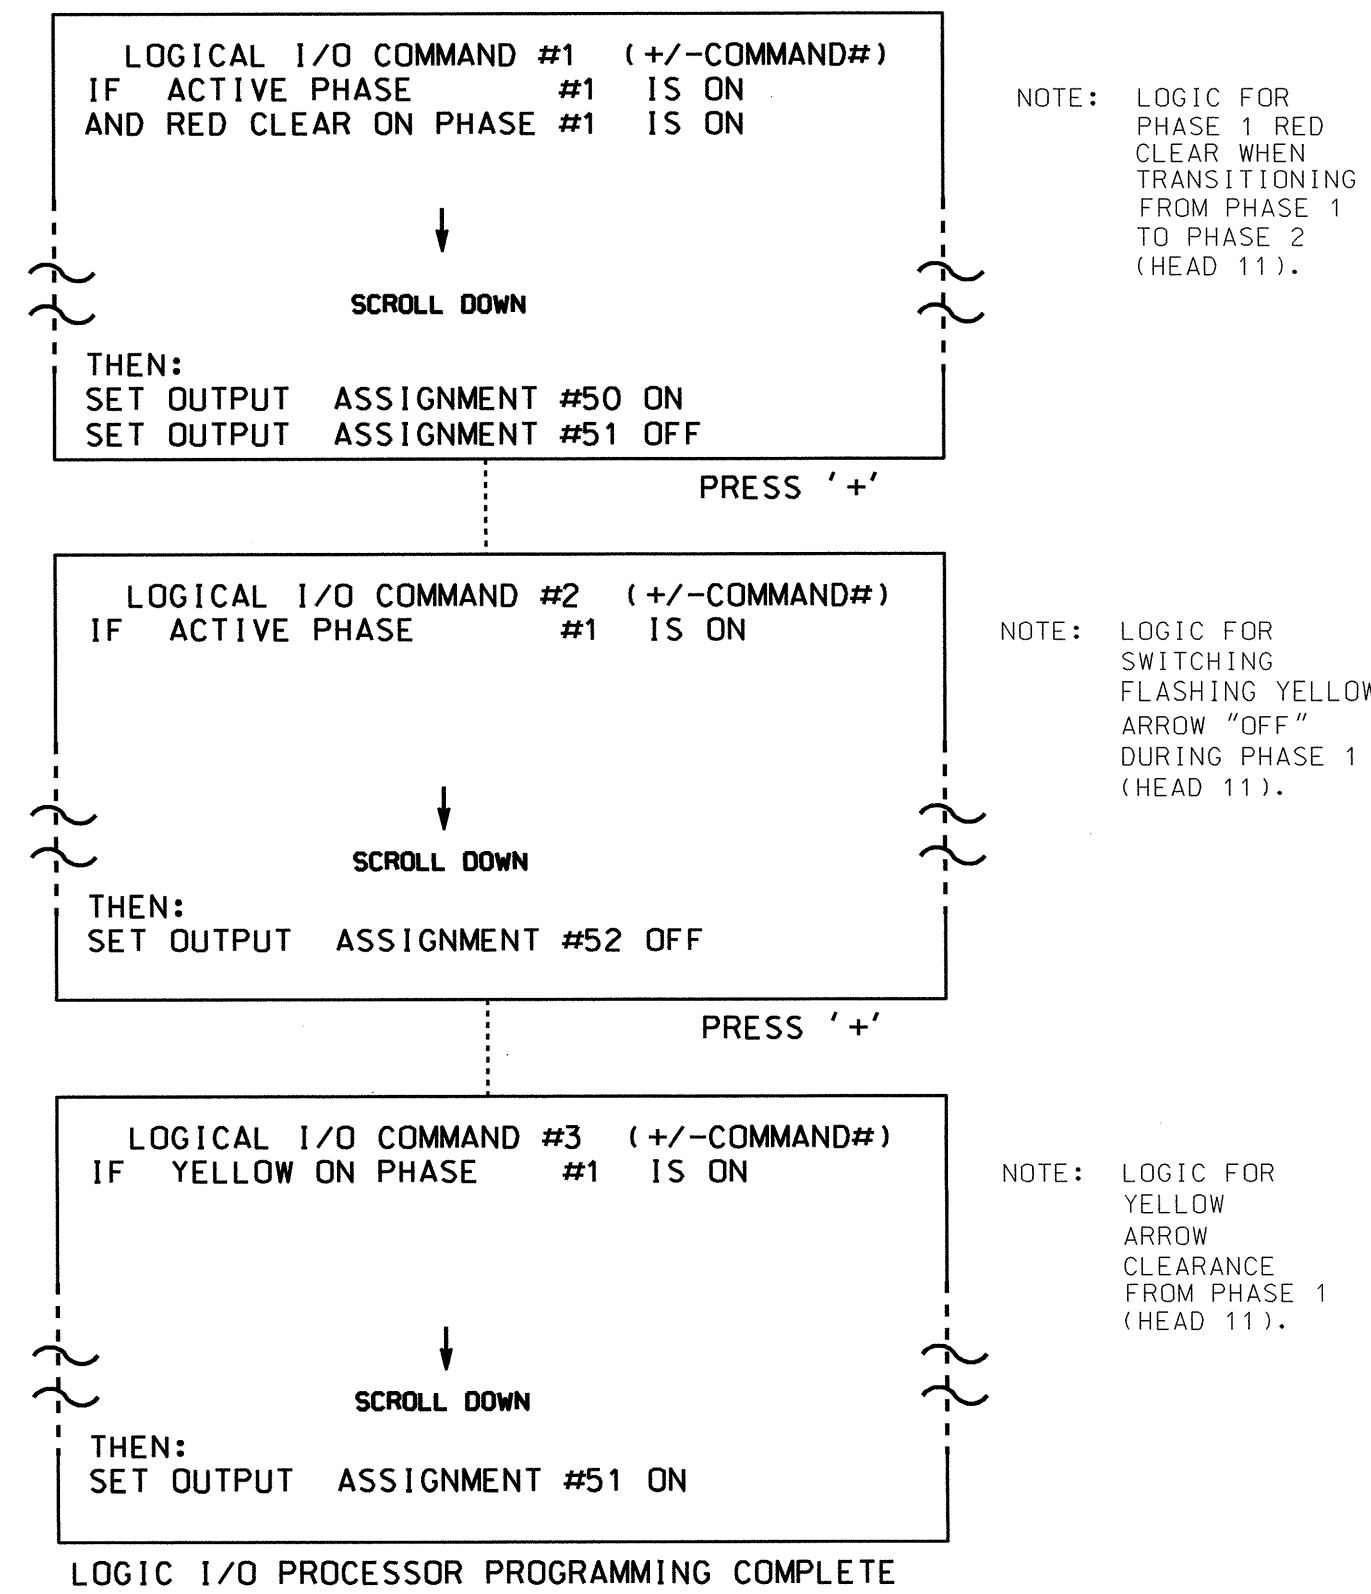 LOGICAL I/O COMMAND #1 (+/-COMMAND#)
IF ACTIVE PHASE #1 IS ON
AND RED CLEAR ON PHASE #1 IS ON
SCROLL DOWN
THEN:
SET OUTPUT ASSIGNMENT #50 ON
SET OUTPUT ASSIGNMENT #51 OFF
NOTE: LOGIC FOR
PHASE 1 RED
CLEAR WHEN
TRANSITIONING
FROM PHASE 1
TO PHASE 2
(HEAD 11).
PRESS '+'
LOGICAL I/O COMMAND #2 (+/-COMMAND#)
IF ACTIVE PHASE #1 IS ON
SCROLL DOWN
THEN:
SET OUTPUT ASSIGNMENT #52 OFF
NOTE: LOGIC FOR
SWITCHING
FLASHING YELLOW
ARROW "OFF"
DURING PHASE 1
(HEAD 11).
PRESS '+'
LOGICAL I/O COMMAND #3 (+/-COMMAND#)
IF YELLOW ON PHASE #1 IS ON
SCROLL DOWN
THEN:
SET OUTPUT ASSIGNMENT #51 ON
NOTE: LOGIC FOR
YELLOW
ARROW
CLEARANCE
FROM PHASE 1
(HEAD 11).
LOGIC I/O PROCESSOR PROGRAMMING COMPLETE